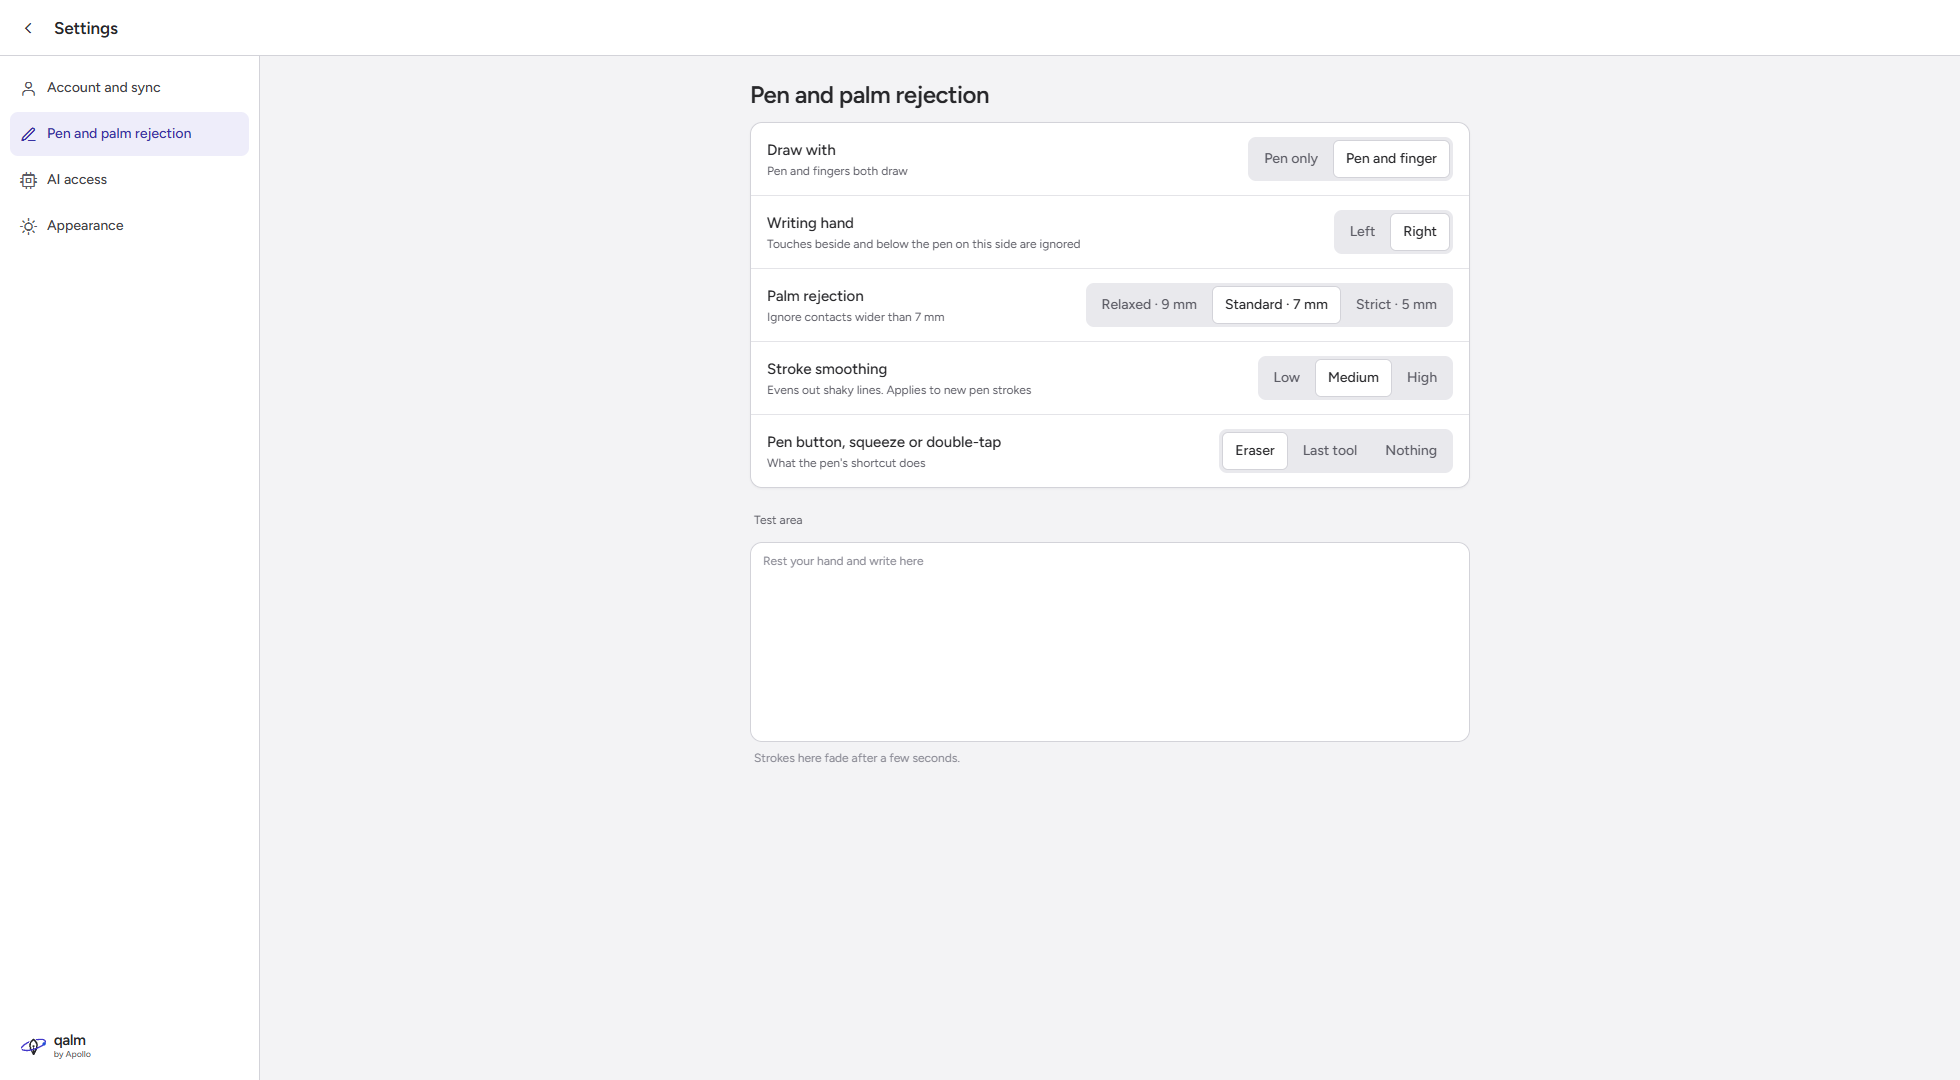 Settings
Account and sync
Pen and palm rejection
AI access
Appearance
Pen and palm rejection
Draw with
Pen and fingers both draw
Pen only
Pen and finger
Writing hand
Touches beside and below the pen on this side are ignored
Left
Right
Palm rejection
Ignore contacts wider than 7 mm
Relaxed · 9 mm
Standard · 7 mm
Strict · 5 mm
Stroke smoothing
Evens out shaky lines. Applies to new pen strokes
Low
Medium
High
Pen button, squeeze or double-tap
What the pen's shortcut does
Eraser
Last tool
Nothing
Test area
Rest your hand and write here
Strokes here fade after a few seconds.
qalm
by Apollo